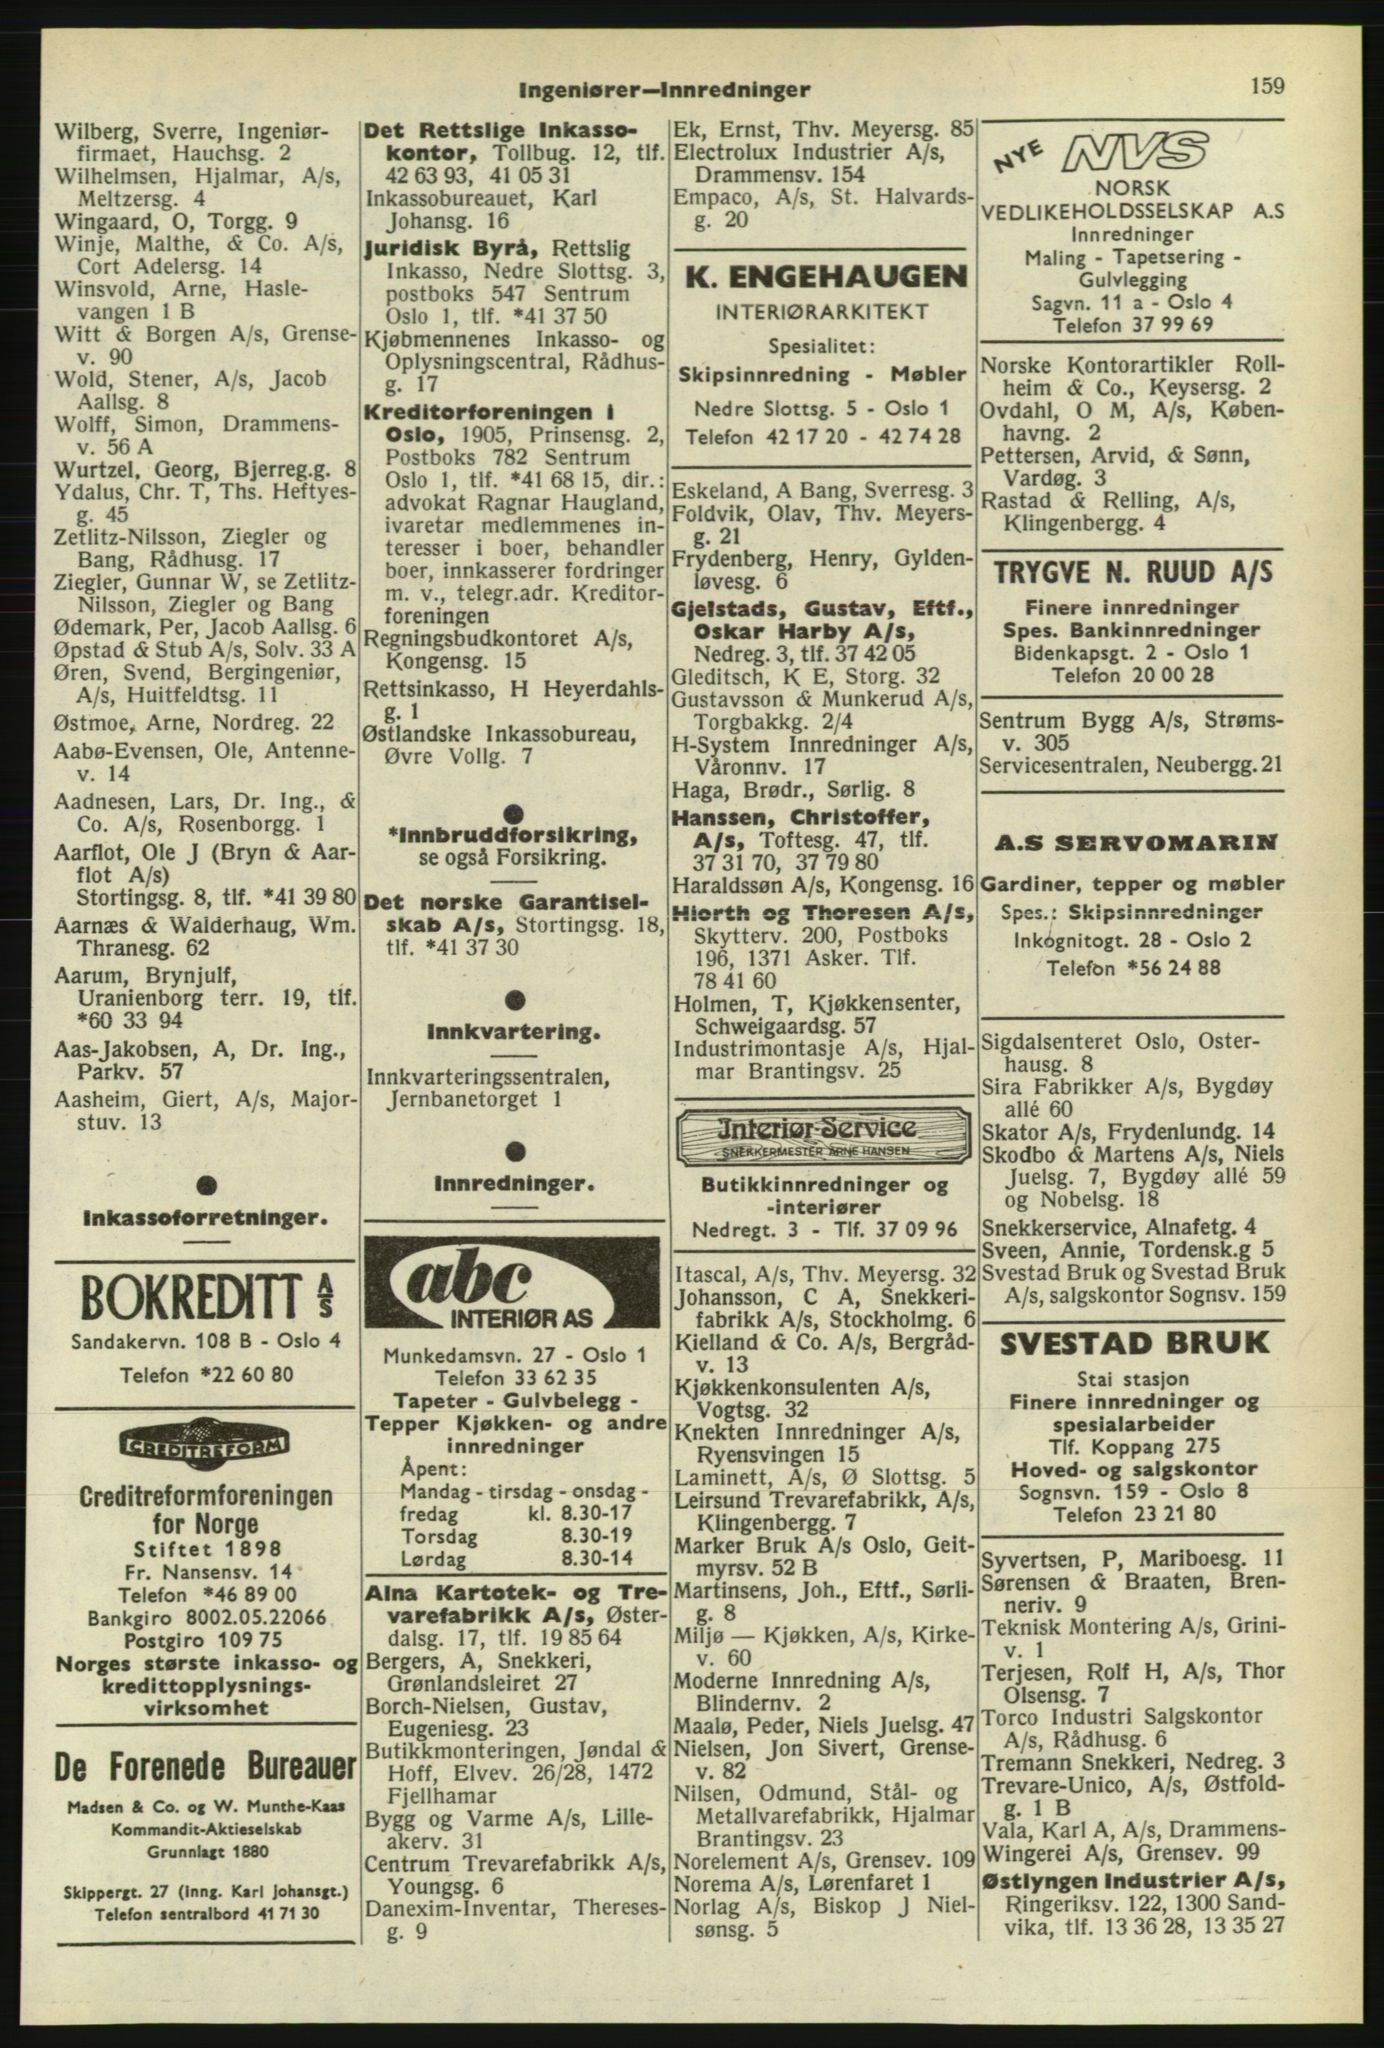 Ingeniører—Innredninger
159
Wilberg, Sverre, Ingeniør-
firmaet, Hauchsg. 2
Wilhelmsen, Hjalmar, A/s,
Meltzersg. 4
Wingaard, O, Torgg. 9
Winje, Malthe, & Co. A/s,
Cort Adelersg. 14
Winsvold, Arne, Hasle-
vangen 1 B
Witt & Borgen A/s, Grense-
v. 90
Wold, Stener, A/s, Jacob
Aallsg. 8
Wolff, Simon, Drammens-
v. 56 A
Wurtzel, Georg, Bjerreg.g. 8
Ydalus, Chr. T, Ths. Heftyes-
g. 45
Zetlitz-Nilsson, Ziegler og
Bang, Rådhusg. 17
Ziegler, Gunnar W, se Zetlitz-
Nilsson, Ziegler og Bang
Ødemark, Per, Jacob Aallsg. 6
Øpstad & Stub A/s, Solv. 33 A
Øren, Svend, Bergingeniør,
A/s, Huitfeldtsg. 11
Østmoe, Arne, Nordreg. 22
Aabø-Evensen, Ole, Antenne-
v. 14
Aadnesen, Lars, Dr. Ing., &
Co. A/s, Rosenborgg. 1
Aarflot, Ole J (Bryn & Aar-
flot A/s)
Stortingsg. 8, tlf. *41 39 80
Aarnæs & Walderhaug, Wm.
Thranesg. 62
Aarum, Brynjulf,
Uranienborg terr. 19, tlf.
*60 33 94
Aas-Jakobsen, A, Dr. Ing.,
Parkv. 57
Aasheim, Giert, A/s, Major-
stuv. 13
Inkassoforretninger.
BOKREDITT A/S
Sandakervn. 108 B - Oslo 4
Telefon *22 60 80
CREDITREFORM
Creditreformforeningen
for Norge
Stiftet 1898
Fr. Nansensv. 14
Telefon *46 89 00
Bankgiro 8002.05.22066
Postgiro 109 75
Norges største inkasso- og
kredittopplysnings-
virksomhet
De Forenede Bureauer
Madsen & Co. og W. Munthe-Kaas
Kommandit-Aktieselskab
Grunnlagt 1880
Skippergt. 27 (inng. Karl Johansgt.)
Telefon sentralbord 41 71 30
Det Rettslige Inkasso-
kontor, Tollbug. 12, tlf.
42 63 93, 41 05 31
Inkassobureauet, Karl
Johansg. 16
Juridisk Byrå, Rettslig
Inkasso, Nedre Slottsg. 3,
postboks 547 Sentrum
Oslo 1, tlf. *41 37 50
Kjøbmennenes Inkasso- og
Oplysningscentral, Rådhus-
g. 17
Kreditorforeningen i
Oslo, 1905, Prinsensg. 2,
Postboks 782 Sentrum
Oslo 1, tlf. *41 68 15, dir.:
advokat Ragnar Haugland,
ivaretar medlemmenes in-
teresser i boer, behandler
boer, innkasserer fordringer
m. v., telegr.adr. Kreditor-
foreningen
Regningsbudkontoret A/s,
Kongensg. 15
Rettsinkasso, H Heyerdahls-
g. 1
Østlandske Inkassobureau,
Øvre Vollg. 7
*Innbruddforsikring,
se også Forsikring.
Det norske Garantisel-
skab A/s, Stortingsg. 18,
tlf. *41 37 30
Innkvartering.
Innkvarteringssentralen,
Jernbanetorget 1
Innredninger.
abc
INTERIØR AS
Munkedamsvn. 27 - Oslo 1
Telefon 33 62 35
Tapeter - Gulvbelegg -
Tepper Kjøkken- og andre
innredninger
Åpent:
Mandag - tirsdag - onsdag -
fredag kl. 8.30-17
Torsdag 8.30-19
Lørdag 8.30-14
Alna Kartotek- og Tre-
varefabrikk A/s, Øster-
dalsg. 17, tlf. 19 85 64
Bergers, A, Snekkeri,
Grønlandsleiret 27
Borch-Nielsen, Gustav,
Eugeniesg. 23
Butikkmonteringen, Jøndal &
Hoff, Elvev. 26/28, 1472
Fjellhamar
Bygg og Varme A/s, Lille-
akerv. 31
Centrum Trevarefabrikk A/s,
Youngsg. 6
Danexim-Inventar, Thereses-
g. 9
Ek, Ernst, Thv. Meyersg. 85
Electrolux Industrier A/s,
Drammensv. 154
Empaco, A/s, St. Halvards-
g. 20
K. ENGEHAUGEN
INTERIØRARKITEKT
Spesialitet:
Skipsinnredning - Møbler
Nedre Slottsg. 5 - Oslo 1
Telefon 42 17 20 - 42 74 28
Eskeland, A Bang, Sverresg. 3
Foldvik, Olav, Thv. Meyers-
g. 21
Frydenberg, Henry, Gylden-
løvesg. 6
Gjelstads, Gustav, Eftf.,
Oskar Harby A/s,
Nedreg. 3, tlf. 37 42 05
Gleditsch, K E, Storg. 32
Gustavsson & Munkerud A/s,
Torgbakkg. 2/4
H-System Innredninger A/s,
Våronnv. 17
Haga, Brødr., Sørlig. 8
Hanssen, Christoffer,
A/s, Toftesg. 47, tlf.
37 31 70, 37 79 80
Haraldssøn A/s, Kongensg. 16
Hiorth og Thoresen A/s,
Skytterv. 200, Postboks
196, 1371 Asker. Tlf.
78 41 60
Holmen, T, Kjøkkensenter,
Schweigaardsg. 57
Industrimontasje A/s, Hjal-
mar Brantingsv. 25
Interiør-Service
SNEKKERMESTER ARNE HANSEN
Butikkinnredninger og
-interiører
Nedregt. 3 - Tlf. 37 09 96
Itascal, A/s, Thv. Meyersg. 32
Johansson, C A, Snekkeri-
fabrikk A/s, Stockholmg. 6
Kielland & Co. A/s, Bergråd-
v. 13
Kjøkkenkonsulenten A/s,
Vogtsg. 32
Knekten Innredninger A/s,
Ryensvingen 15
Laminett, A/s, Ø Slottsg. 5
Leirsund Trevarefabrikk, A/s,
Klingenbergg. 7
Marker Bruk A/s Oslo, Geit-
myrsv. 52 B
Martinsens, Joh., Eftf., Sørli-
g. 8
Miljø — Kjøkken, A/s, Kirke-
v. 60
Moderne Innredning A/s,
Blindernv. 2
Maalø, Peder, Niels Juelsg. 47
Nielsen, Jon Sivert, Grense-
v. 82
Nilsen, Odmund, Stål- og
Metallvarefabrikk, Hjalmar
Brantingsv. 23
Norelement A/s, Grensev. 109
Norema A/s, Lørenfaret 1
Norlag A/s, Biskop J Niel-
sønsg. 5
NYE NVS
NORSK
VEDLIKEHOLDSSELSKAP A.S
Innredninger
Maling - Tapetsering -
Gulvlegging
Sagvn. 11 a - Oslo 4
Telefon 37 99 69
Norske Kontorartikler Roll-
heim & Co., Keysersg. 2
Ovdahl, O M, A/s, Køben-
havng. 2
Pettersen, Arvid, & Sønn,
Vardøg. 3
Rastad & Relling, A/s,
Klingenbergg. 4
TRYGVE N. RUUD A/S
Finere innredninger
Spes. Bankinnredninger
Bidenkapsgt. 2 - Oslo 1
Telefon 20 00 28
Sentrum Bygg A/s, Strøms-
v. 305
Servicesentralen, Neubergg. 21
A.S SERVOMARIN
Gardiner, tepper og møbler
Spes.: Skipsinnredninger
Inkognitogt. 28 - Oslo 2
Telefon *56 24 88
Sigdalsenteret Oslo, Oster-
hausg. 8
Sira Fabrikker A/s, Bygdøy
allé 60
Skator A/s, Frydenlundg. 14
Skodbo & Martens A/s, Niels
Juelsg. 7, Bygdøy allé 59
og Nobelsg. 18
Snekkerservice, Alnafetg. 4
Sveen, Annie, Tordensk.g 5
Svestad Bruk og Svestad Bruk
A/s, salgskontor Sognsv. 159
SVESTAD BRUK
Stai stasjon
Finere innredninger og
spesialarbeider
Tlf. Koppang 275
Hoved- og salgskontor
Sognsvn. 159 - Oslo 8
Telefon 23 21 80
Syvertsen, P, Mariboesg. 11
Sørensen & Braaten, Bren-
neriv. 9
Teknisk Montering A/s, Grini-
v. 1
Terjesen, Rolf H, A/s, Thor
Olsensg. 7
Torco Industri Salgskontor
A/s, Rådhusg. 6
Tremann Snekkeri, Nedreg. 3
Trevare-Unico, A/s, Østfold-
g. 1 B
Vala, Karl A, A/s, Drammens-
Wingerei A/s, Grensev. 99
Østlyngen Industrier A/s,
Ringeriksv. 122, 1300 Sand-
vika, tlf. 13 36 28, 13 35 27